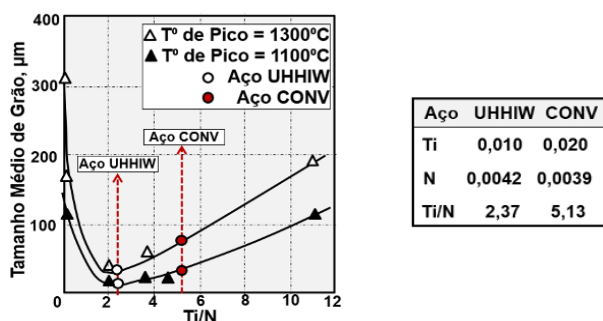 400
300
200
100
0
2
4
6
8
10
12
Tamanho Médio de Grão, µm
Ti/N
Tº de Pico = 1300ºC
Tº de Pico = 1100ºC
Aço UHHIW
Aço CONV
Aço CONV
Aço UHHIW
Aço UHHIW CONV
Ti 0,010 0,020
N 0,0042 0,0039
Ti/N 2,37 5,13